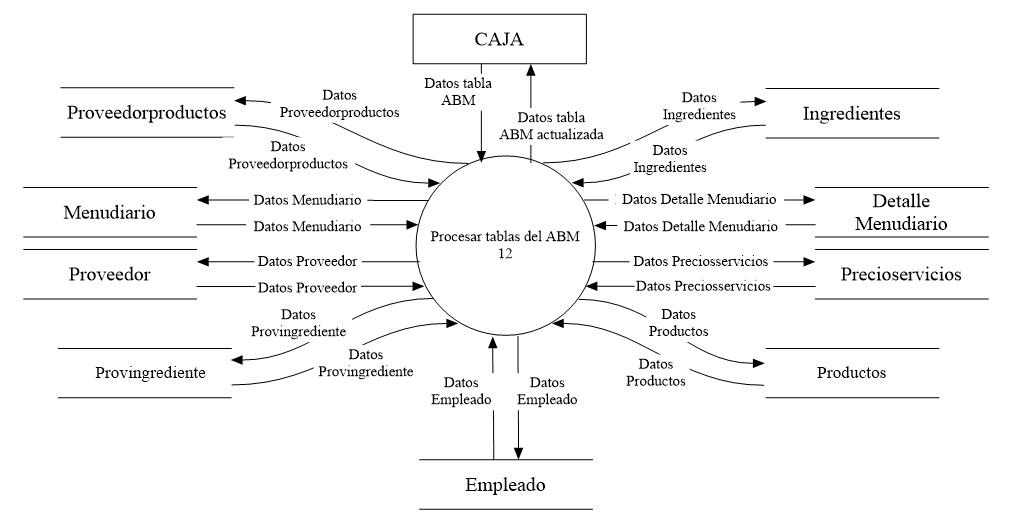 CAJA
Datos tabla
ABM
Datos tabla
ABM actualizada
Proveedorproductos
Datos
Proveedorproductos
Datos
Proveedorproductos
Datos
Ingredientes
Datos
Ingredientes
Ingredientes
Menudiario
Datos Menudiario
Datos Menudiario
Datos Detalle Menudiario
Datos Detalle Menudiario
Detalle
Menudiario
Procesar tablas del ABM
12
Proveedor
Datos Proveedor
Datos Proveedor
Datos Preciosservicios
Datos Preciosservicios
Precioservicios
Datos
Provingrediente
Datos
Provingrediente
Provingrediente
Datos
Productos
Datos
Productos
Productos
Datos
Empleado
Datos
Empleado
Empleado